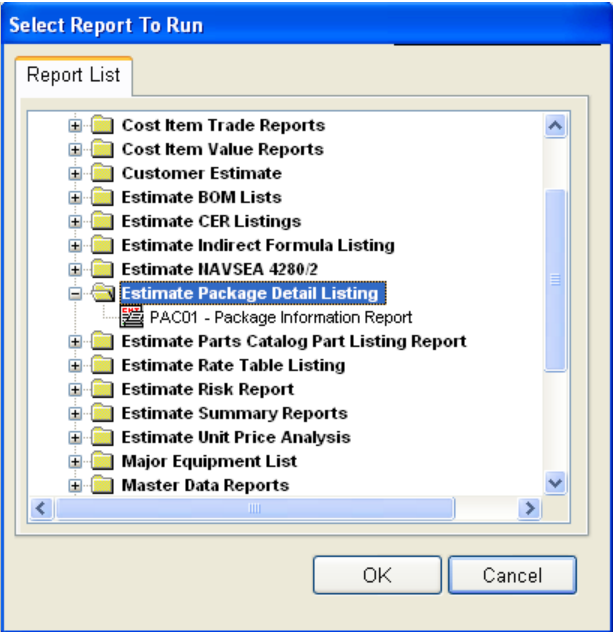 Select Report To Run
Report List
Cost Item Trade Reports
Cost Item Value Reports
Customer Estimate
Estimate BOM Lists
Estimate CER Listings
Estimate Indirect Formula Listing
Estimate NAVSEA 4280/2
Estimate Package Detail Listing
PAC01 - Package Information Report
Estimate Parts Catalog Part Listing Report
Estimate Rate Table Listing
Estimate Risk Report
Estimate Summary Reports
Estimate Unit Price Analysis
Major Equipment List
Master Data Reports
OK Cancel